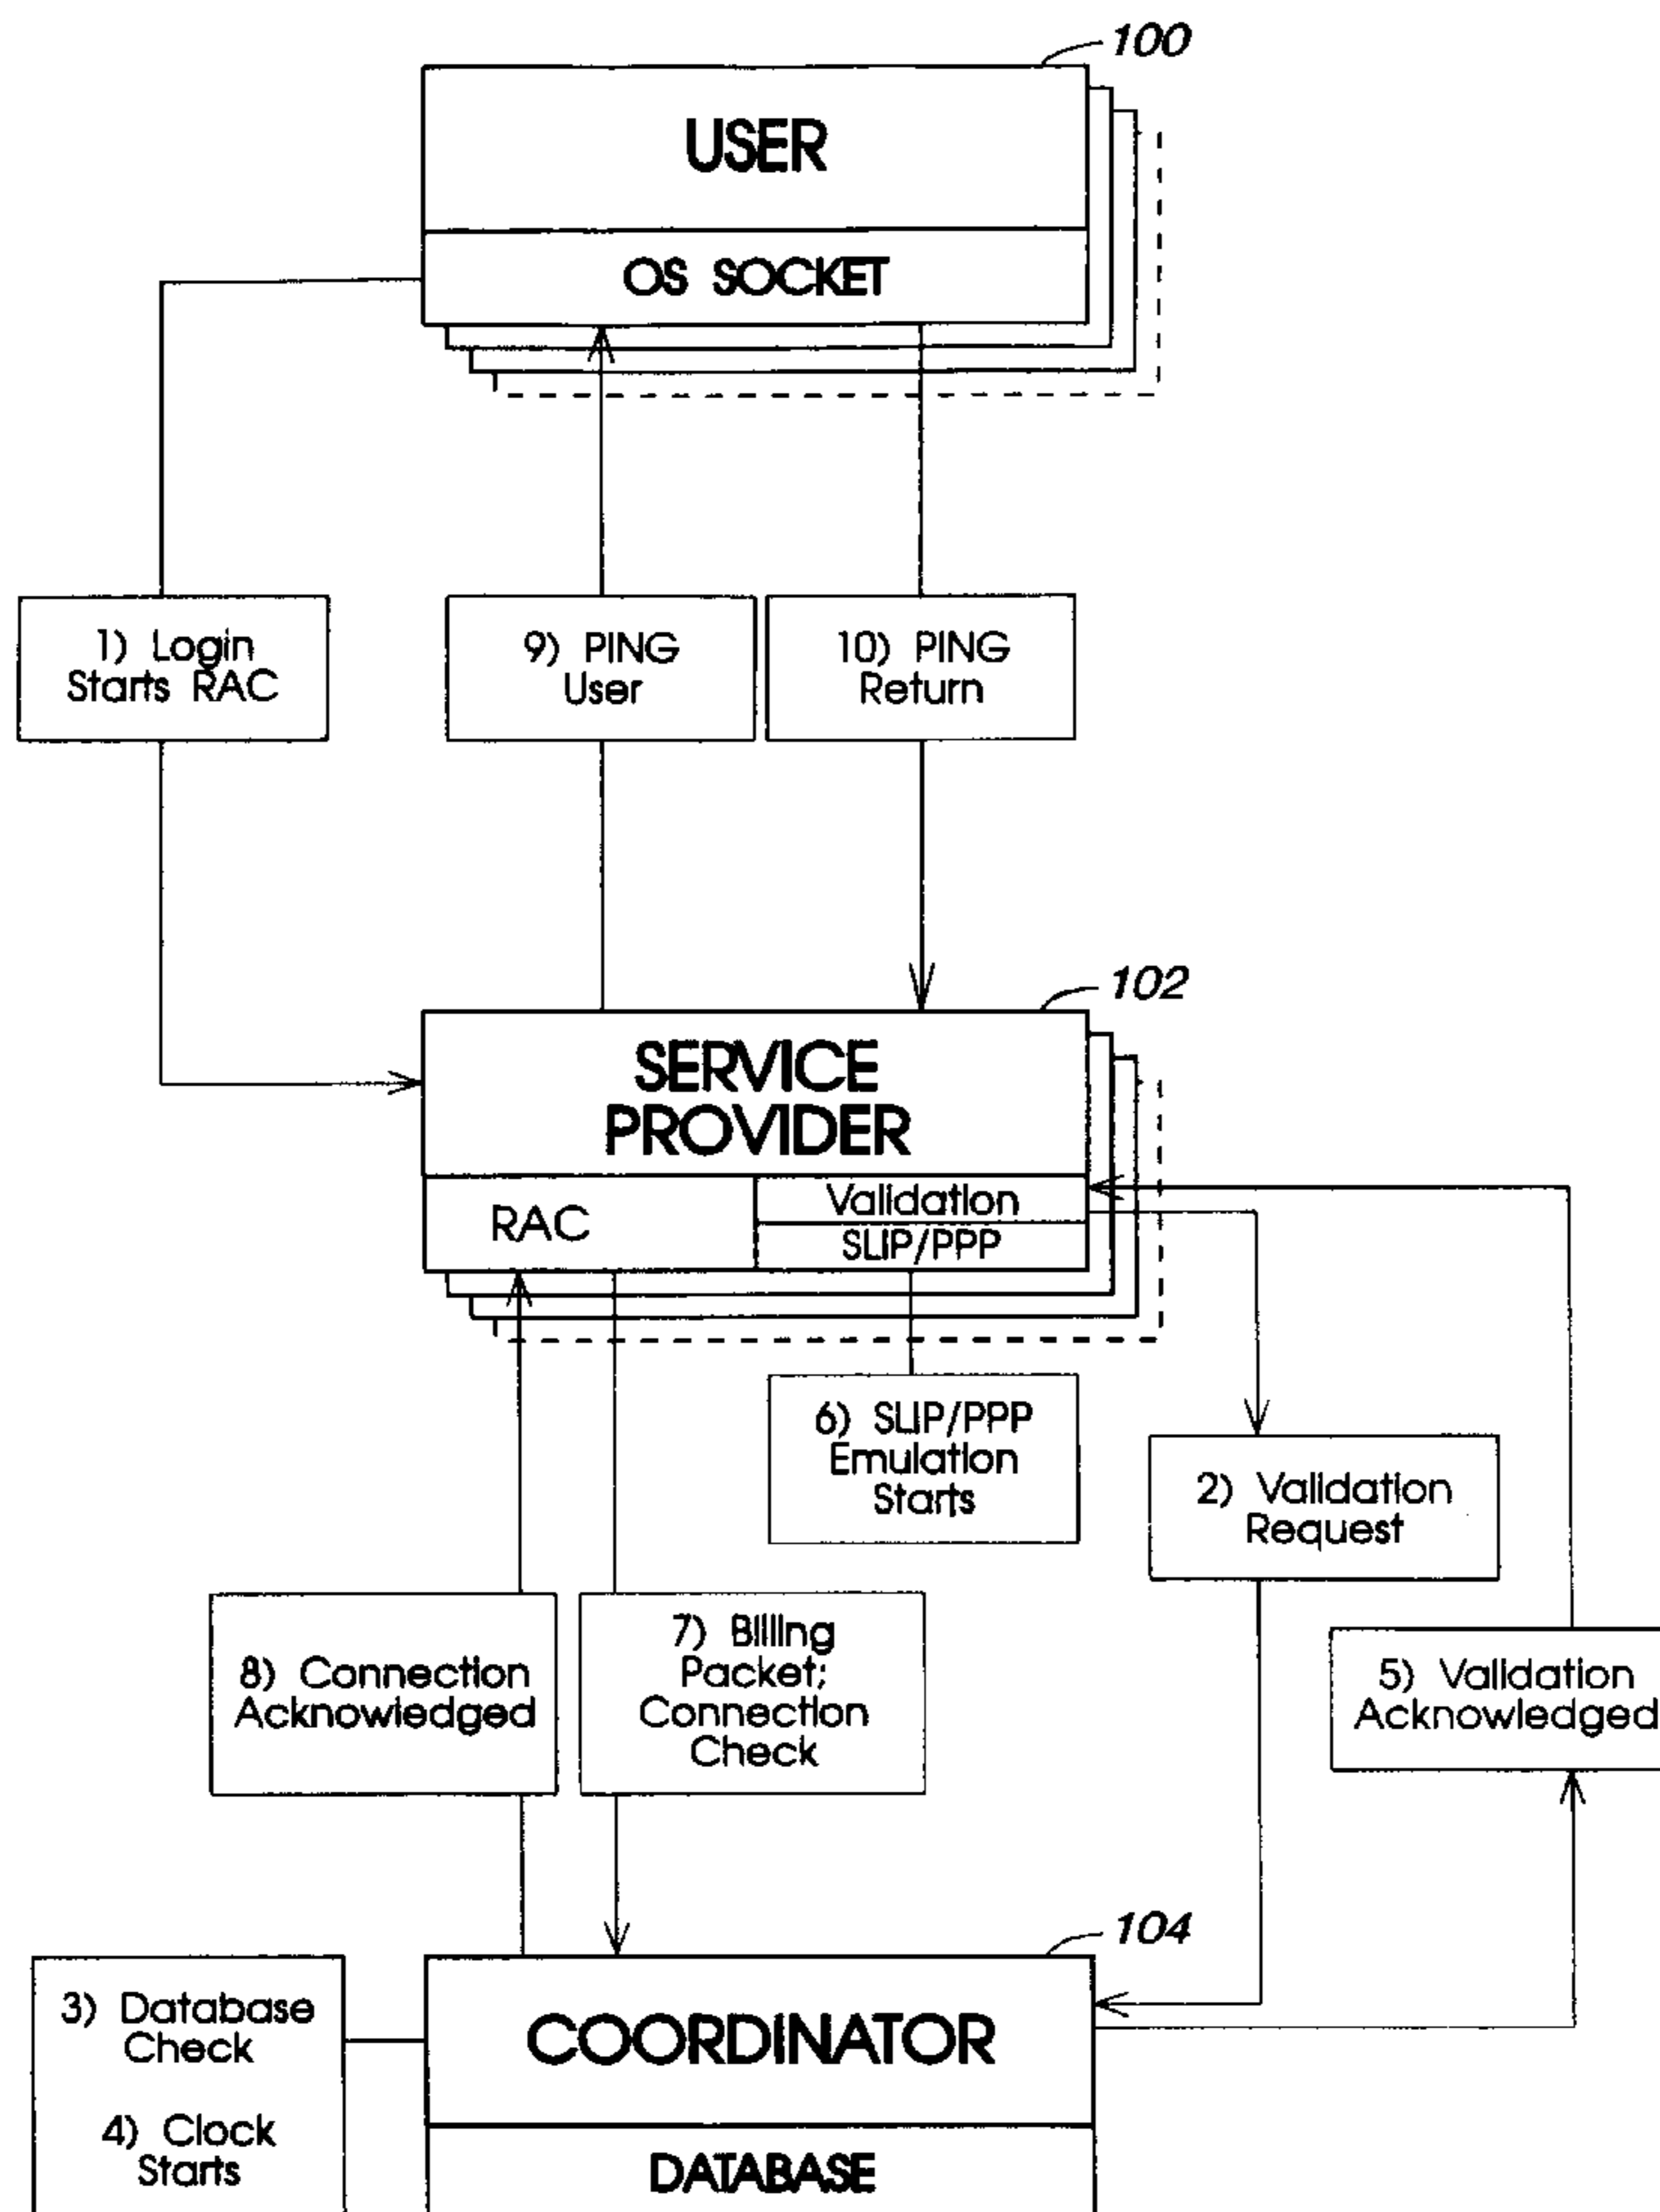 100
USER
OS SOCKET
1) Login
Starts RAC
9) PING
User
10) PING
Return
102
SERVICE
PROVIDER
RAC
Validation
SLIP/PPP
6) SLIP/PPP
Emulation
Starts
2) Validation
Request
8) Connection
Acknowledged
7) Billing
Packet;
Connection
Check
5) Validation
Acknowledged
104
3) Database
Check
4) Clock
Starts
COORDINATOR
DATABASE